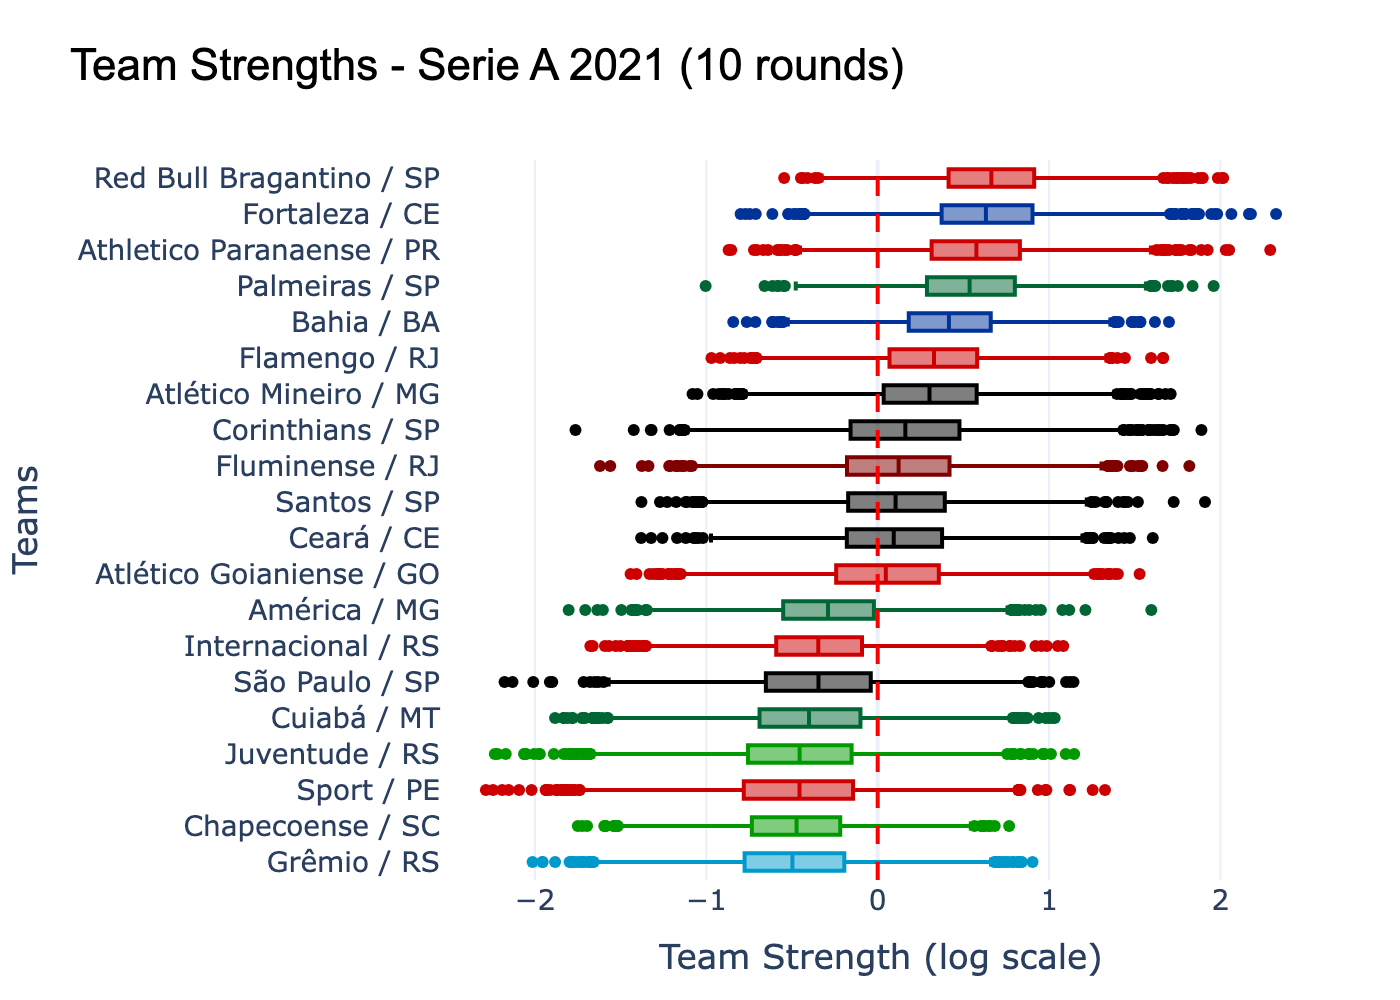 Team Strengths - Serie A 2021 (10 rounds)
Red Bull Bragantino / SP
Fortaleza / CE
Athletico Paranaense / PR
Palmeiras / SP
Bahia / BA
Flamengo / RJ
Atlético Mineiro / MG
Corinthians / SP
Fluminense / RJ
Santos / SP
Ceará / CE
Atlético Goianiense / GO
América / MG
Internacional / RS
São Paulo / SP
Cuiabá / MT
Juventude / RS
Sport / PE
Chapecoense / SC
Grêmio / RS
Teams
−2 −1 0 1 2
Team Strength (log scale)